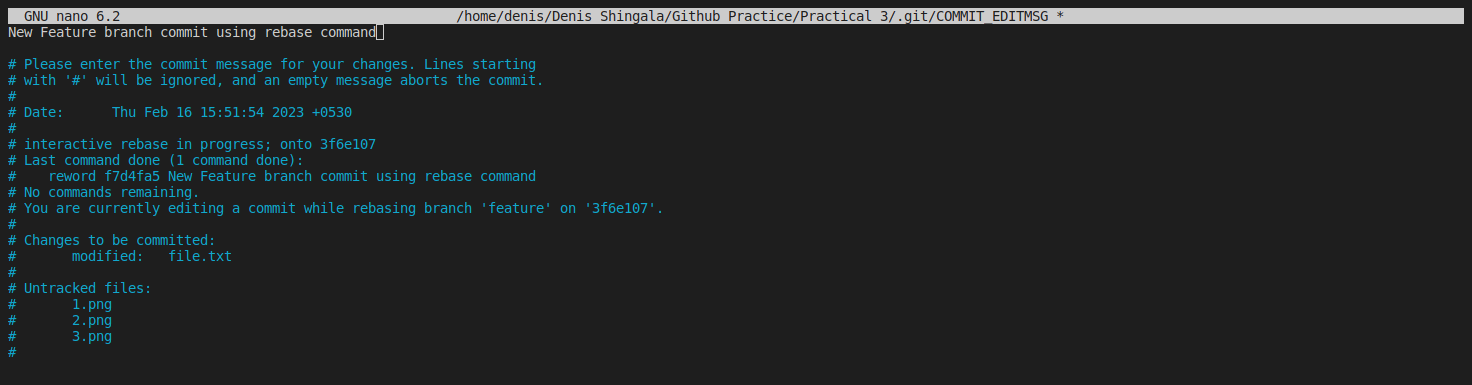 GNU nano 6.2 /home/denis/Denis Shingala/Github Practice/Practical 3/.git/COMMIT_EDITMSG *
New Feature branch commit using rebase command

# Please enter the commit message for your changes. Lines starting
# with '#' will be ignored, and an empty message aborts the commit.
#
# Date:      Thu Feb 16 15:51:54 2023 +0530
#
# interactive rebase in progress; onto 3f6e107
# Last command done (1 command done):
#    reword f7d4fa5 New Feature branch commit using rebase command
# No commands remaining.
# You are currently editing a commit while rebasing branch 'feature' on '3f6e107'.
#
# Changes to be committed:
#       modified:   file.txt
#
# Untracked files:
#       1.png
#       2.png
#       3.png
#